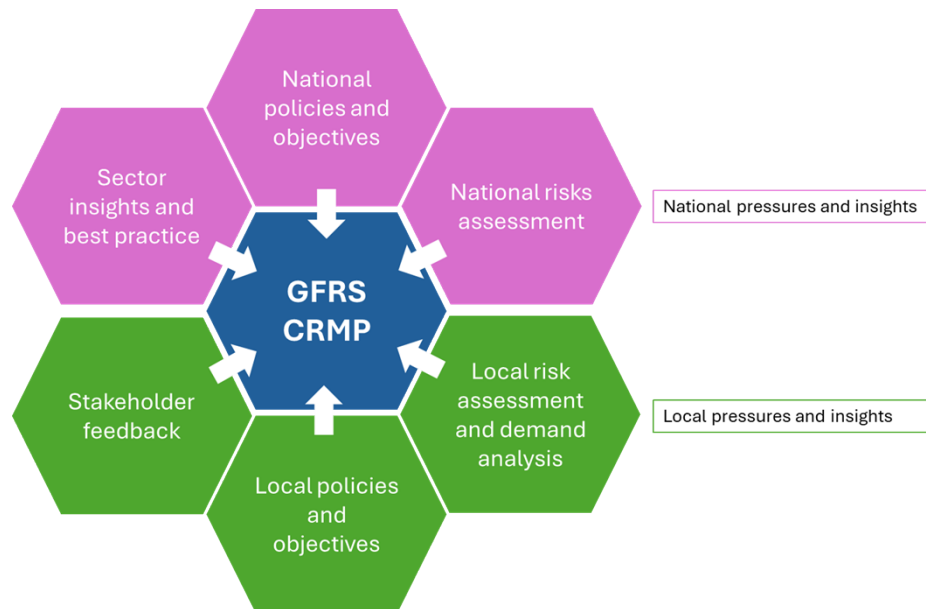 National
policies and
objectives
Sector
insights and
best practice
National risks
assessment
National pressures and insights
GFRS
CRMP
Stakeholder
feedback
Local risk
assessment
and demand
analysis
Local pressures and insights
Local policies
and
objectives